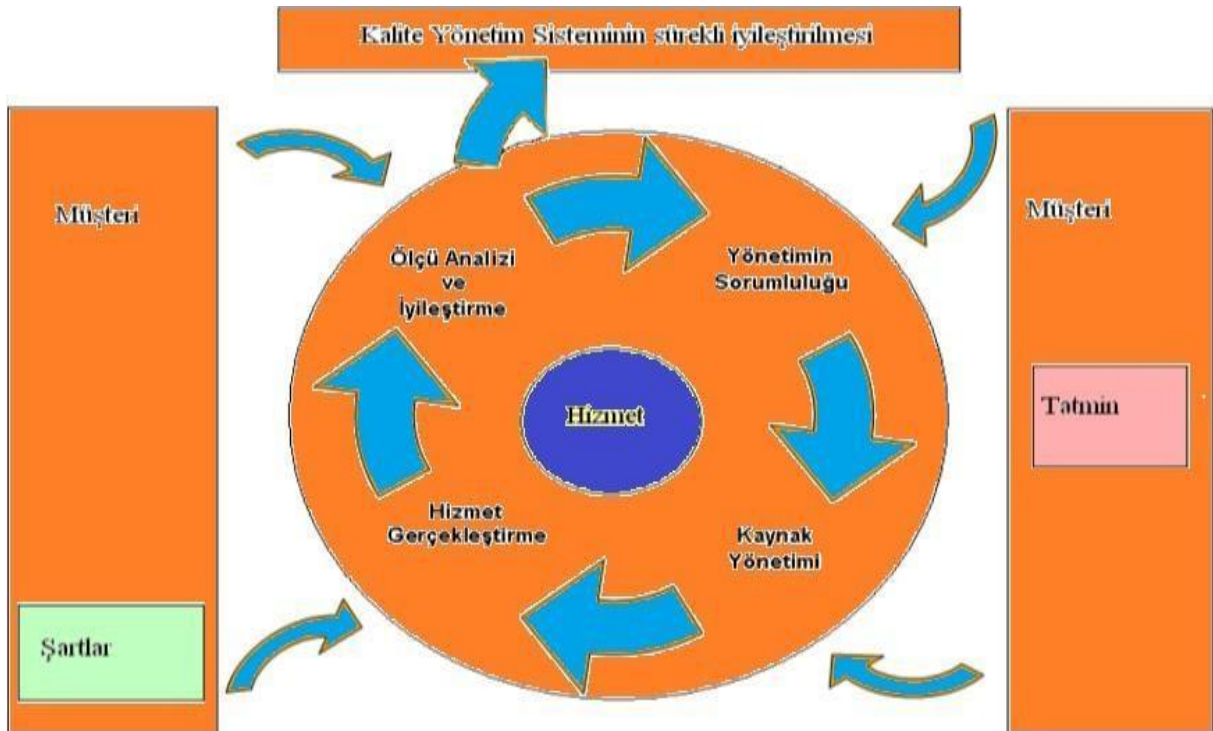 Kalite Yönetim Sisteminin sürekli iyileştirilmesi
Müşteri
Müşteri
Ölçü Analizi
ve
İyileştirme
Yönetimin
Sorumluluğu
Hizmet
Tatmin
Hizmet
Gerçekleştirme
Kaynak
Yönetimi
Şartlar